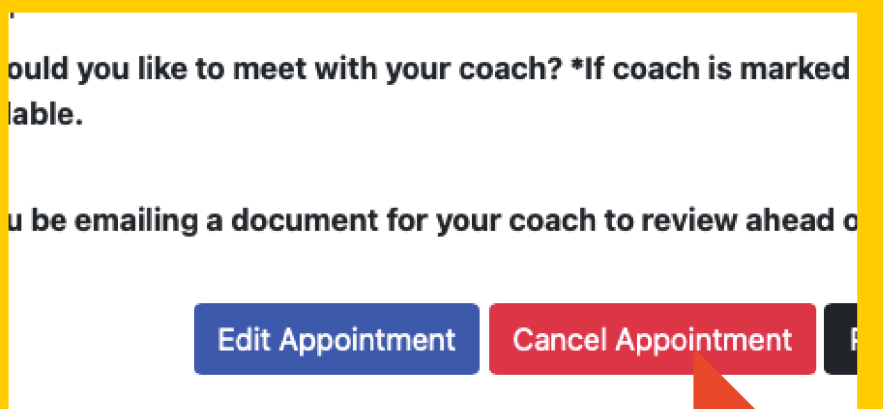 ould you like to meet with your coach? *If coach is marked
lable.
u be emailing a document for your coach to review ahead
Edit Appointment Cancel Appointment